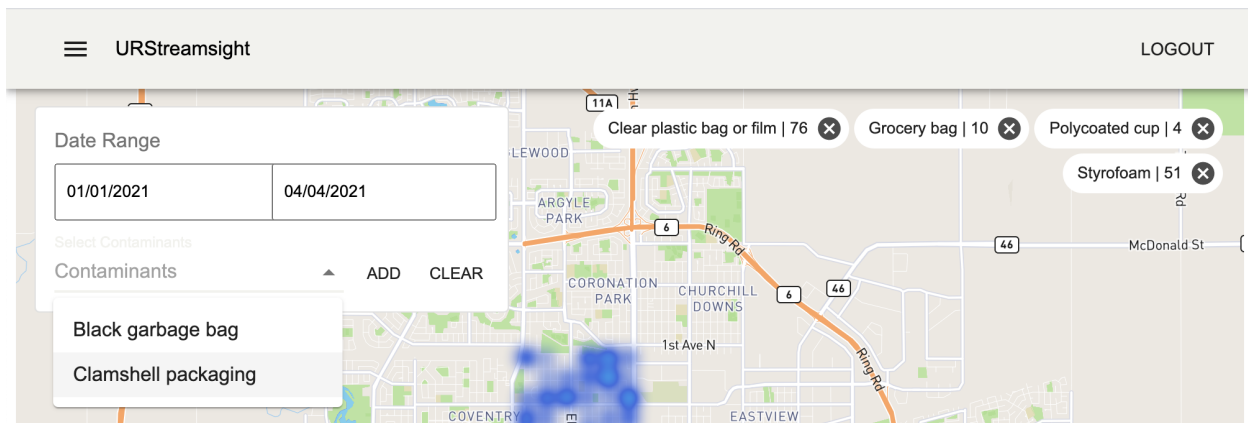 URStreamsight
LOGOUT
11A
Date Range
01/01/2021
04/04/2021
Select Contaminants
Contaminants
ADD
CLEAR
Black garbage bag
Clamshell packaging
Clear plastic bag or film | 76
Grocery bag | 10
Polycoated cup | 4
Styrofoam | 51
LEWOOD
ARGYLE
PARK
6
Ring Rd
46
McDonald St
Rd
CORONATION
PARK
CHURCHILL
DOWNS
6
46
1st Ave N
Ring Rd
COVENTRY
EASTVIEW